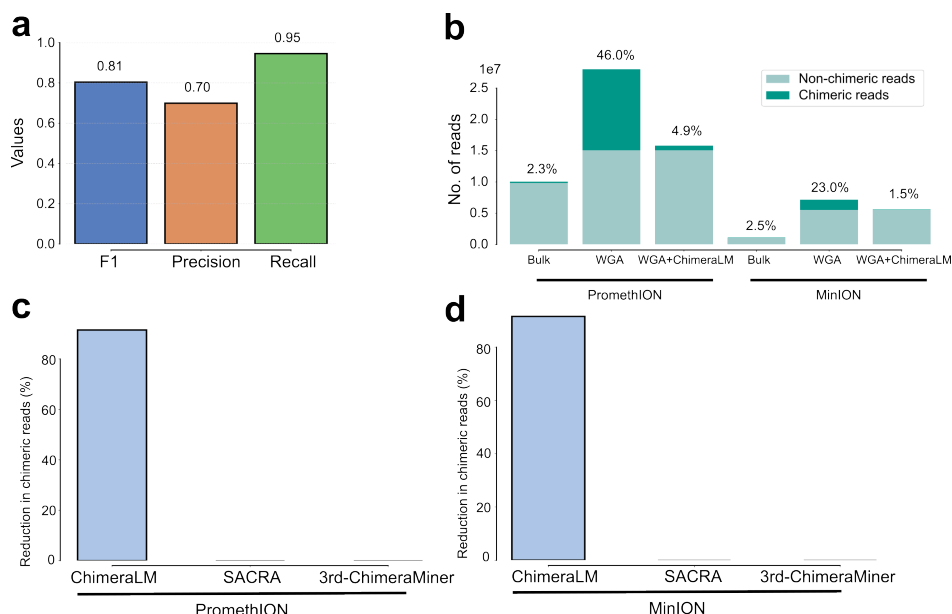 a
Values
1.0
0.8
0.6
0.4
0.2
0.0
0.81
0.70
0.95
F1 Precision Recall
b
No. of reads
1e7
2.5
2.0
1.5
1.0
0.5
0.0
2.3%
46.0%
4.9%
2.5%
23.0%
1.5%
Non-chimeric reads
Chimeric reads
Bulk WGA WGA+ChimeraLM Bulk WGA WGA+ChimeraLM
PromethION MinION
c
Reduction in chimeric reads (%)
80
60
40
20
0
ChimeraLM SACRA 3rd-ChimeraMiner
PromethION
d
Reduction in chimeric reads (%)
80
60
40
20
0
ChimeraLM SACRA 3rd-ChimeraMiner
MinION